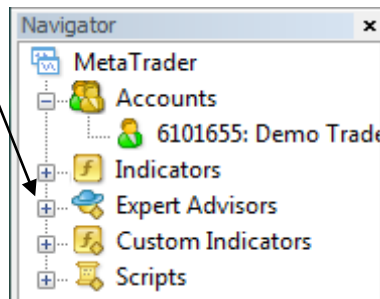 Navigator
MetaTrader
Accounts
6101655: Demo Trade
Indicators
Expert Advisors
Custom Indicators
Scripts